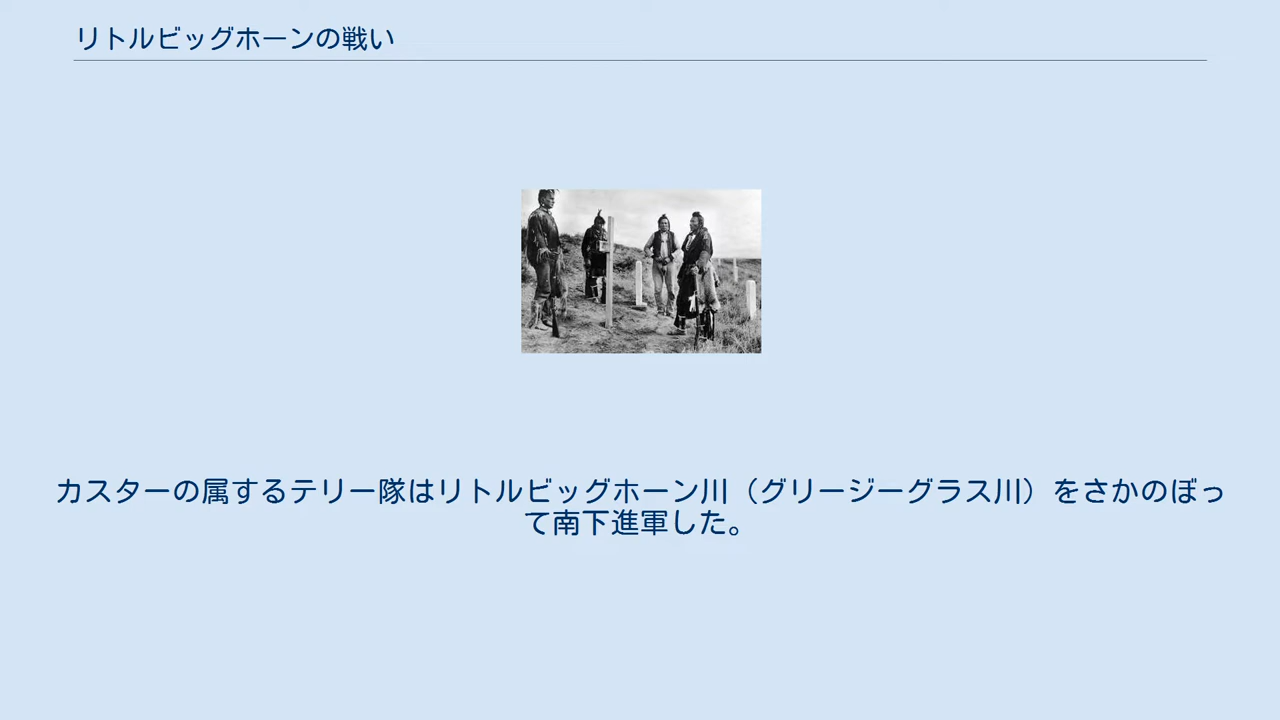 リトルビッグホーンの戦い
カスターの属するテリー隊はリトルビッグホーン川（グリージーグラス川）をさかのぼっ
て南下進軍した。